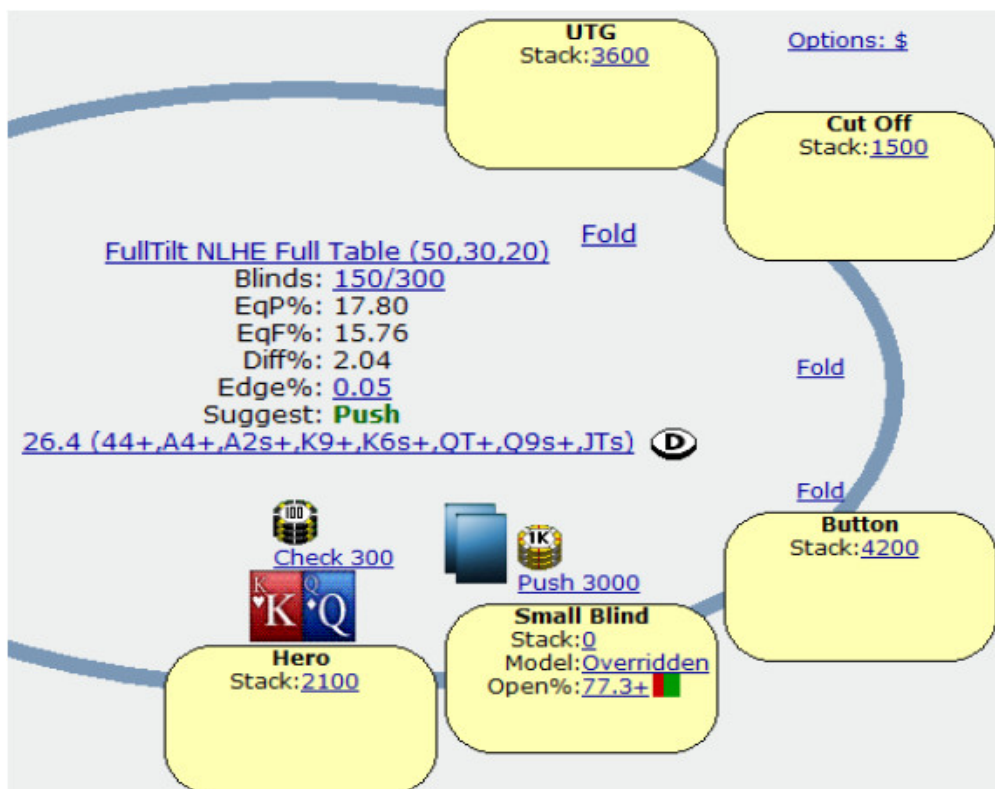 UTG
Stack:3600
Options: $
Cut Off
Stack:1500
Fold
FullTilt NLHE Full Table (50,30,20)
Blinds: 150/300
EqP%: 17.80
EqF%: 15.76
Diff%: 2.04
Edge%: 0.05
Suggest: Push
26.4 (44+,A4+,A2s+,K9+,K6s+,QT+,Q9s+,JTs)
D
Fold
Fold
Button
Stack:4200
100
Check 300
K
K
Q
Q
1K
Push 3000
Small Blind
Stack:0
Model:Overridden
Open%:77.3+
Hero
Stack:2100